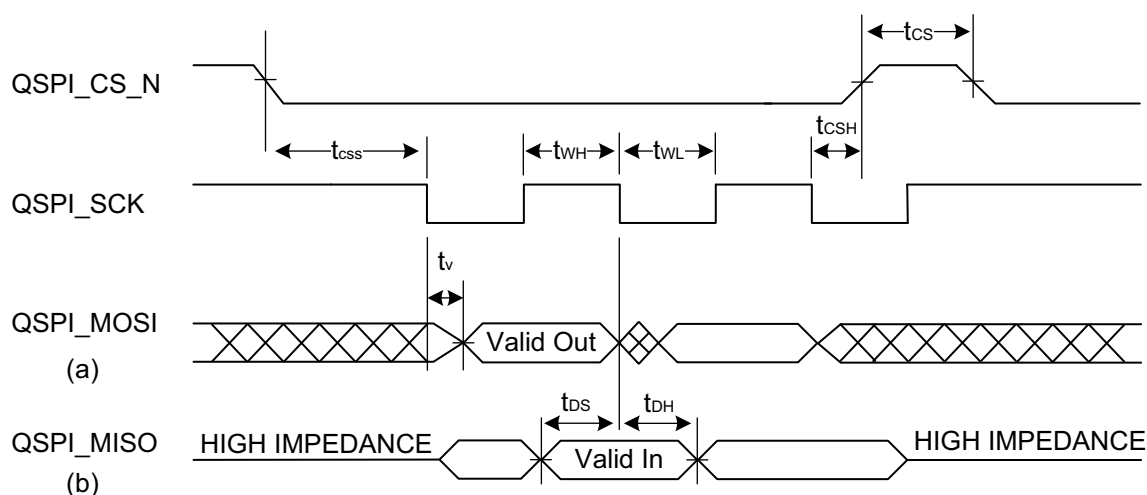 tCS
QSPI_CS_N
tCSH
tcss
tWH
tWL
QSPI_SCK
tv
QSPI_MOSI
Valid Out
(a)
tDS
tDH
QSPI_MISO
HIGH IMPEDANCE
Valid In
HIGH IMPEDANCE
(b)